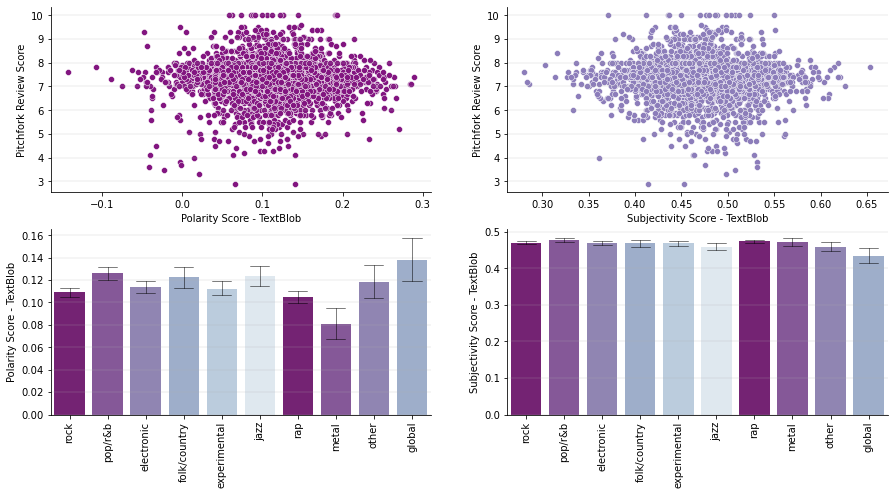 10
9
8
7
6
5
4
3
Pitchfork Review Score
−0.1 0.0 0.1 0.2 0.3
Polarity Score - TextBlob
10
9
8
7
6
5
4
3
Pitchfork Review Score
0.30 0.35 0.40 0.45 0.50 0.55 0.60 0.65
Subjectivity Score - TextBlob
0.16
0.14
0.12
0.10
0.08
0.06
0.04
0.02
0.00
Polarity Score - TextBlob
rock
pop/r&b
electronic
folk/country
experimental
jazz
rap
metal
other
global
0.5
0.4
0.3
0.2
0.1
0.0
Subjectivity Score - TextBlob
rock
pop/r&b
electronic
folk/country
experimental
jazz
rap
metal
other
global